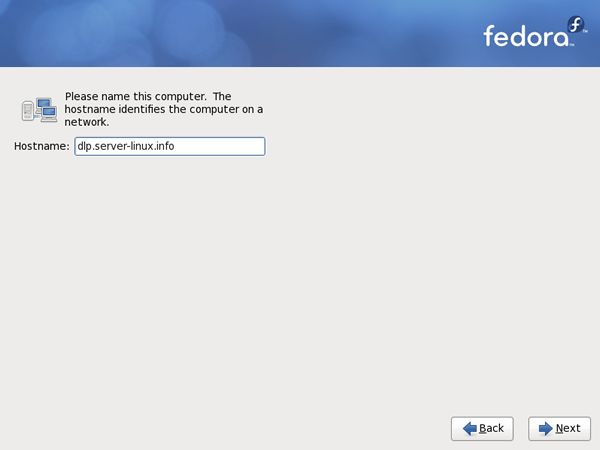 fedora
TM
Please name this computer.  The
hostname identifies the computer on a
network.
Hostname: dlp.server-linux.info
Back Next